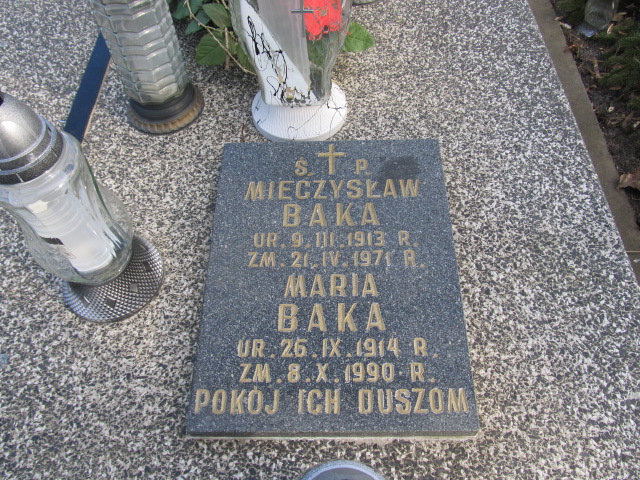 Ś. P.
MIECZYSŁAW
BAKA
UR. 9. III. 1913 R.
ZM. 21. IV. 1971 R.
MARIA
BAKA
UR. 26. IX. 1914 R.
ZM. 8. X. 1990 R.
POKÓJ ICH DUSZOM